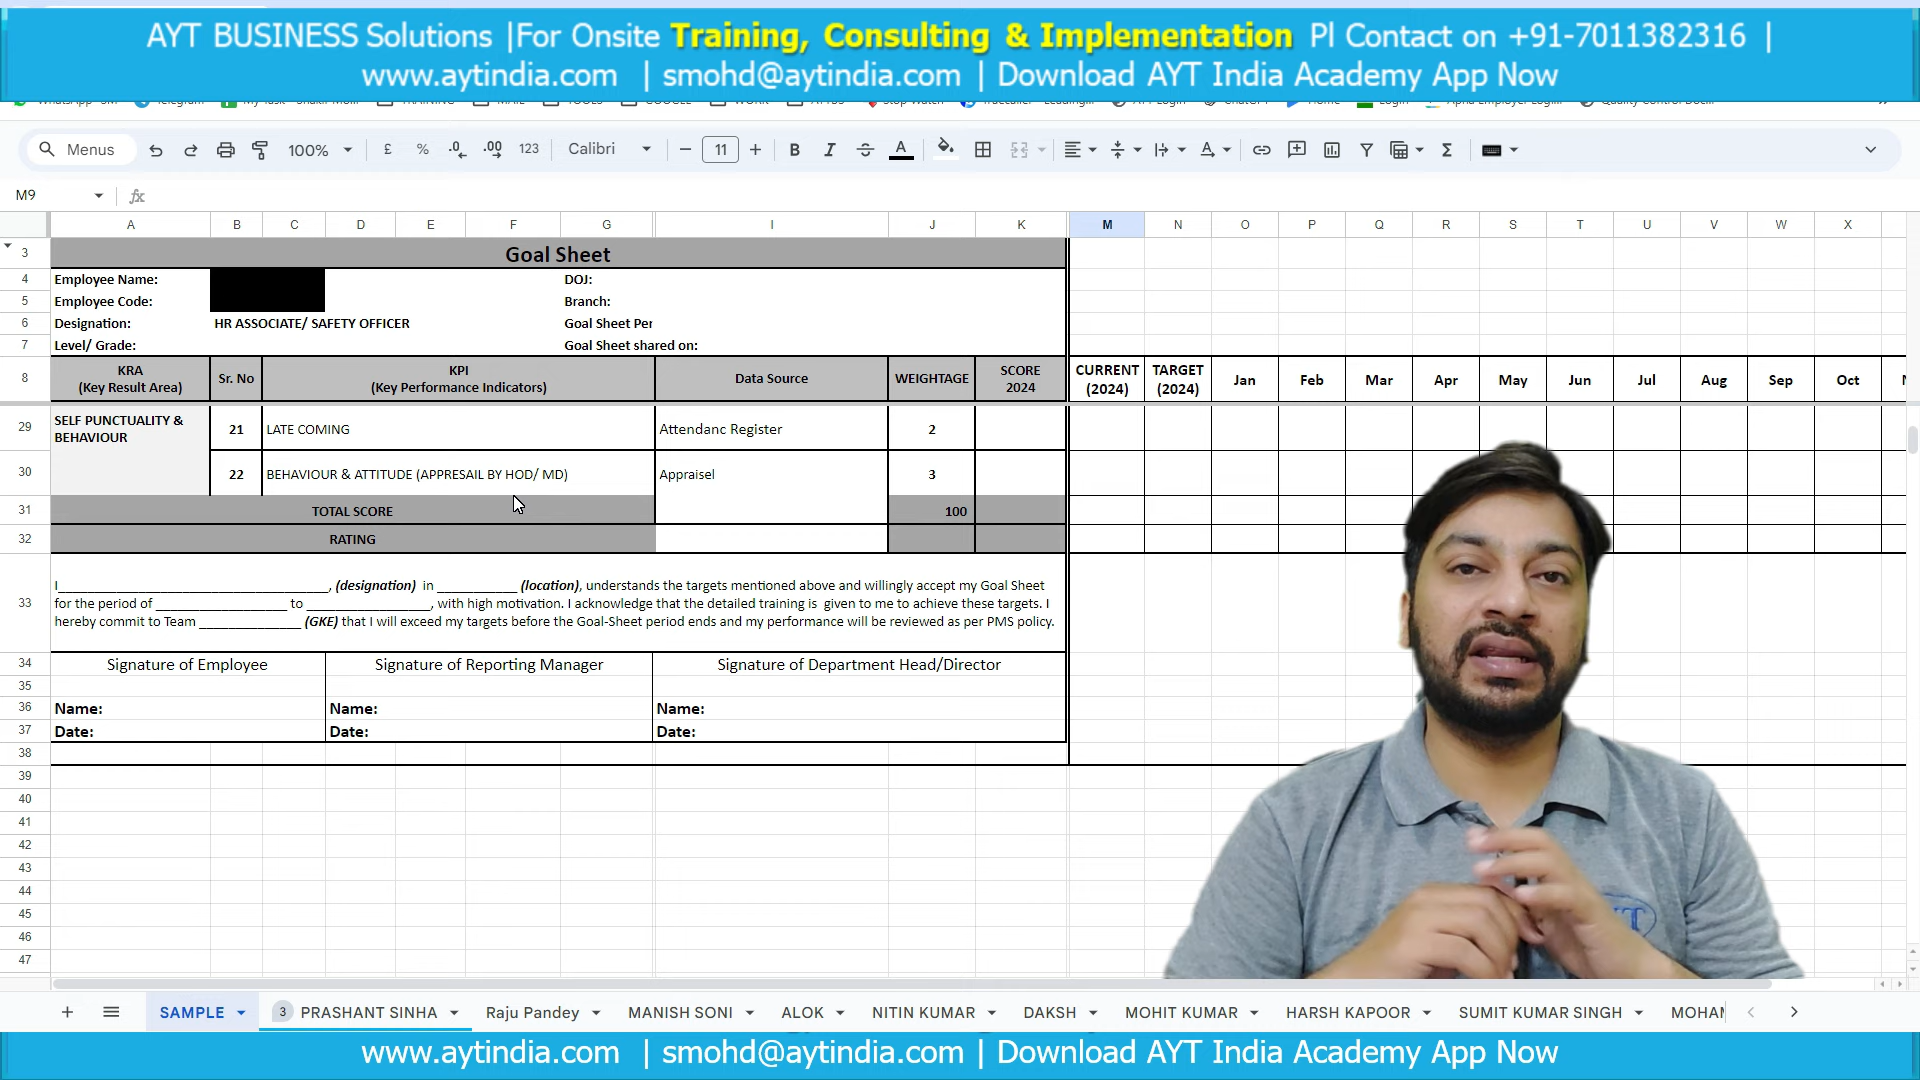 AYT BUSINESS Solutions |For Onsite Training, Consulting & Implementation Pl Contact on +91-7011382316 |
www.aytindia.com | smohd@aytindia.com | Download AYT India Academy App Now
Menus 100% £ % .0 .00 123 Calibri 11 B I A
M9 fx
A B C D E F G I J K M N O P Q R S T U V W X
3 Goal Sheet
4 Employee Name: DOJ:
5 Employee Code: Branch:
6 Designation: HR ASSOCIATE/ SAFETY OFFICER Goal Sheet Per
7 Level/ Grade: Goal Sheet shared on:
8 KRA (Key Result Area) Sr. No KPI (Key Performance Indicators) Data Source WEIGHTAGE SCORE 2024 CURRENT (2024) TARGET (2024) Jan Feb Mar Apr May Jun Jul Aug Sep Oct
29 SELF PUNCTUALITY & BEHAVIOUR 21 LATE COMING Attendanc Register 2
30 22 BEHAVIOUR & ATTITUDE (APPRESAIL BY HOD/ MD) Appraisel 3
31 TOTAL SCORE 100
32 RATING
I____________________________, (designation) in __________ (location), understands the targets mentioned above and willingly accept my Goal Sheet
33 for the period of _________________ to ________________, with high motivation. I acknowledge that the detailed training is given to me to achieve these targets. I
hereby commit to Team _____________ (GKE) that I will exceed my targets before the Goal-Sheet period ends and my performance will be reviewed as per PMS policy.
34 Signature of Employee Signature of Reporting Manager Signature of Department Head/Director
35
36 Name: Name: Name:
37 Date: Date: Date:
38
39
40
41
42
43
44
45
46
47
+ SAMPLE 3 PRASHANT SINHA Raju Pandey MANISH SONI ALOK NITIN KUMAR DAKSH MOHIT KUMAR HARSH KAPOOR SUMIT KUMAR SINGH
www.aytindia.com | smohd@aytindia.com | Download AYT India Academy App Now